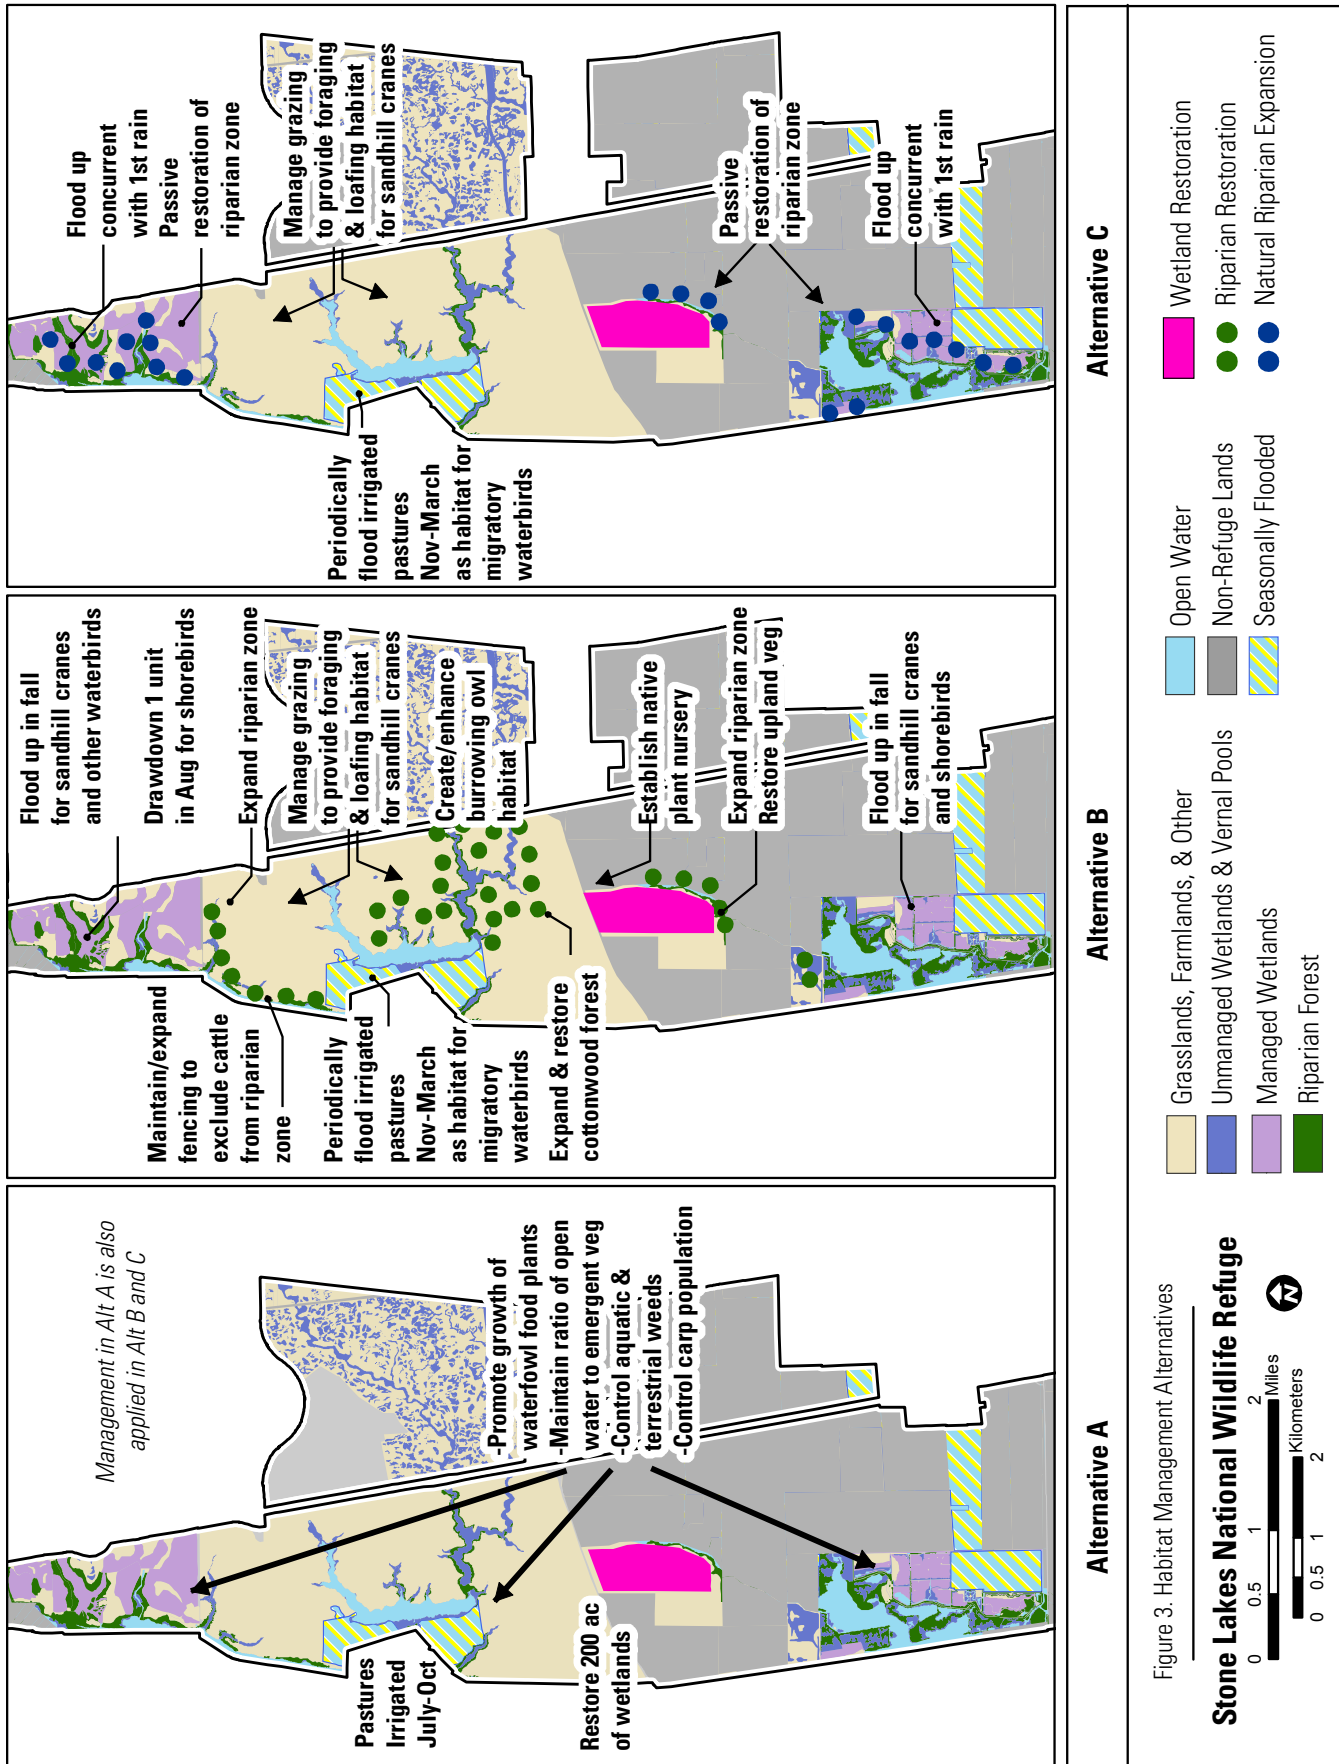 Management in Alt A is also
applied in Alt B and C
-Promote growth of
waterfowl food plants
-Maintain ratio of open
water to emergent veg
-Control aquatic &
terrestrial weeds
-Control carp population
Pastures
Irrigated
July-Oct
Restore 200 ac
of wetlands
Alternative A
Flood up in fall
for sandhill cranes
and other waterbirds
Drawdown 1 unit
in Aug for shorebirds
Expand riparian zone
Manage grazing
to provide foraging
& loafing habitat
for sandhill cranes
Create/enhance
burrowing owl
habitat
Maintain/expand
fencing to
exclude cattle
from riparian
zone
Periodically
flood irrigated
pastures
Nov-March
as habitat for
migratory
waterbirds
Expand & restore
cottonwood forest
Establish native
plant nursery
Expand riparian zone
Restore upland veg
Flood up in fall
for sandhill cranes
and shorebirds
Alternative B
Flood up
concurrent
with 1st rain
Passive
restoration of
riparian zone
Manage grazing
to provide foraging
& loafing habitat
for sandhill cranes
Periodically
flood irrigated
pastures
Nov-March
as habitat for
migratory
waterbirds
Passive
restoration of
riparian zone
Flood up
concurrent
with 1st rain
Alternative C
Figure 3. Habitat Management Alternatives
Stone Lakes National Wildlife Refuge
0 0.5 1 2
Miles
Kilometers
0 0.5 1 2
N
Grasslands, Farmlands, & Other
Unmanaged Wetlands & Vernal Pools
Managed Wetlands
Riparian Forest
Open Water
Non-Refuge Lands
Seasonally Flooded
Wetland Restoration
Riparian Restoration
Natural Riparian Expansion